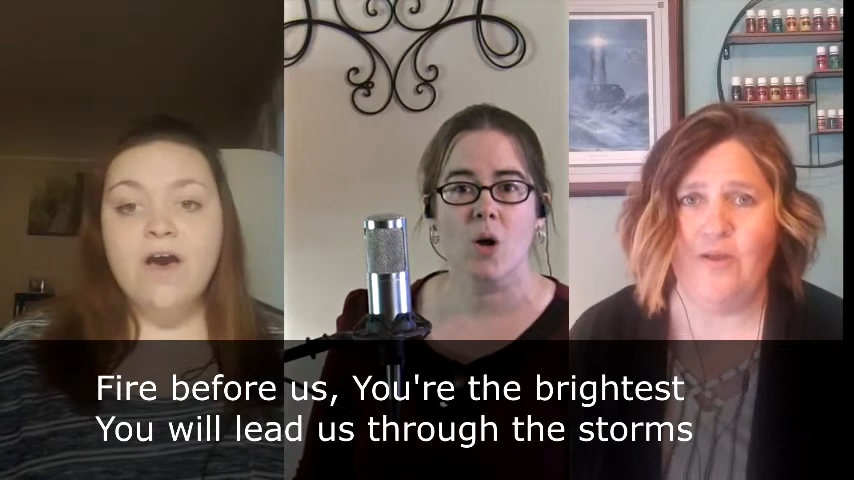 Fire before us, You're the brightest
You will lead us through the storms